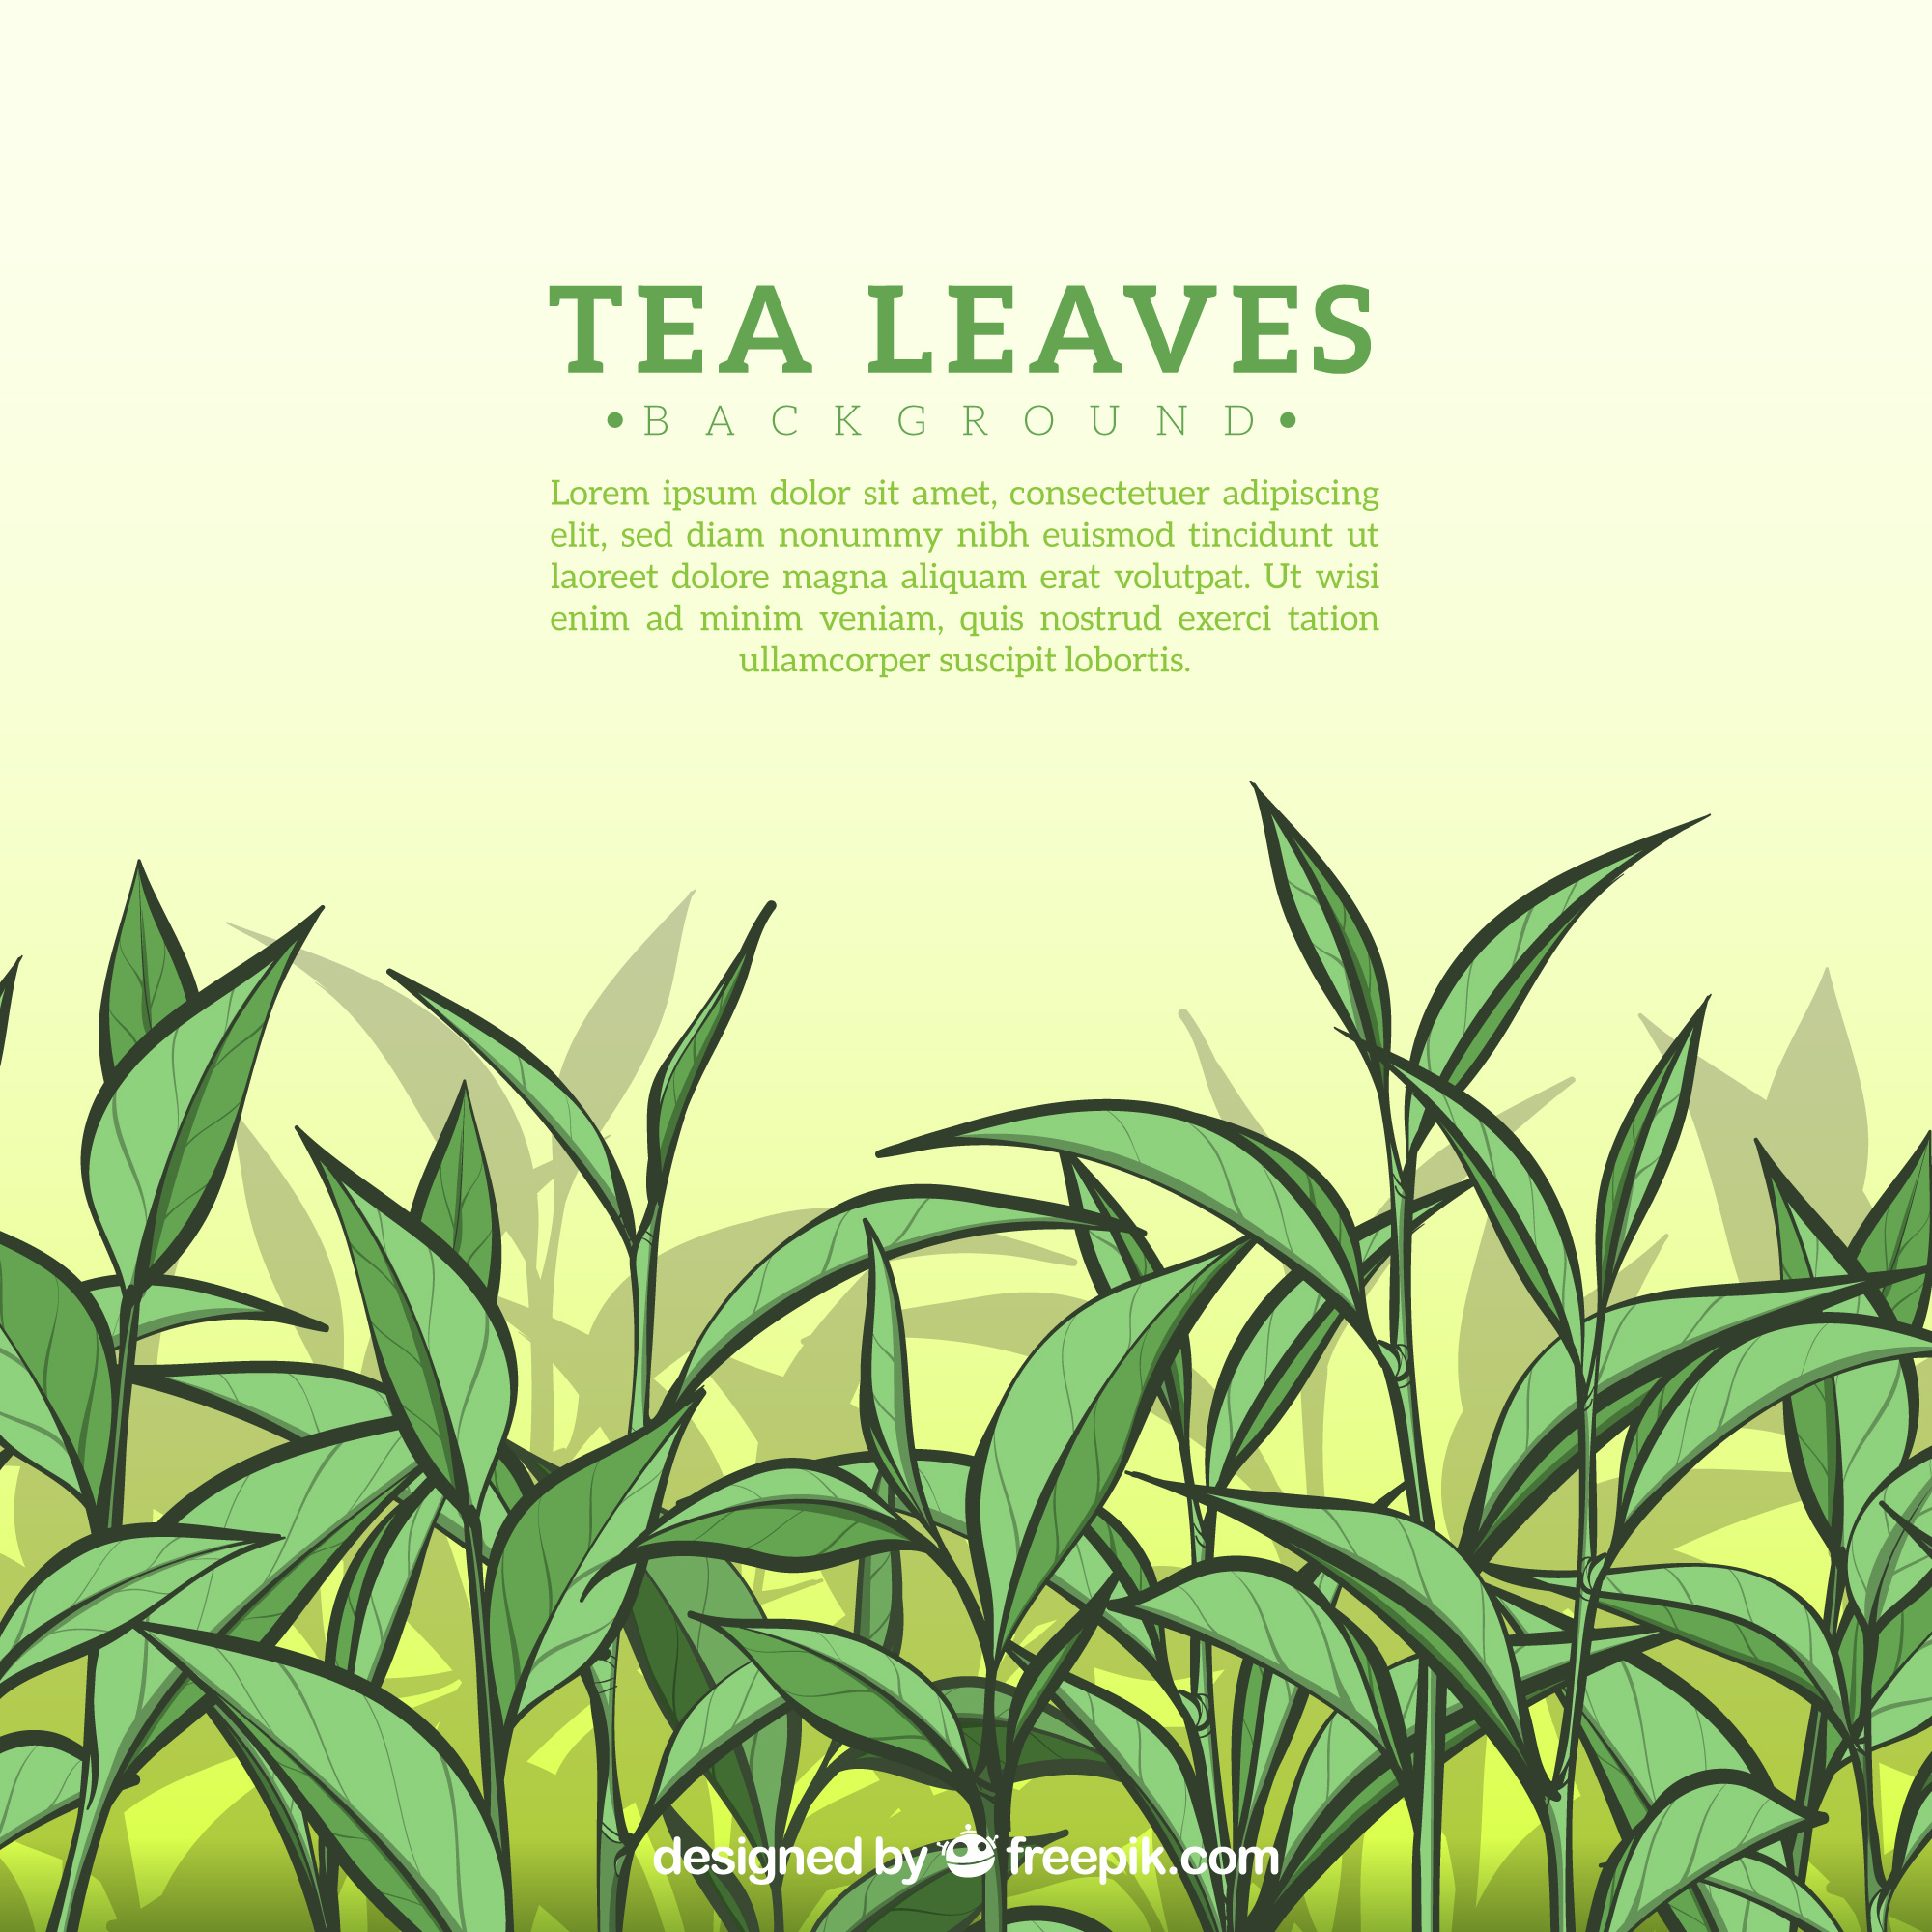 TEA LEAVES
• BACKGROUND •
Lorem ipsum dolor sit amet, consectetuer adipiscing
elit, sed diam nonummy nibh euismod tincidunt ut
laoreet dolore magna aliquam erat volutpat. Ut wisi
enim ad minim veniam, quis nostrud exerci tation
ullamcorper suscipit lobortis.
designed by freepik.com